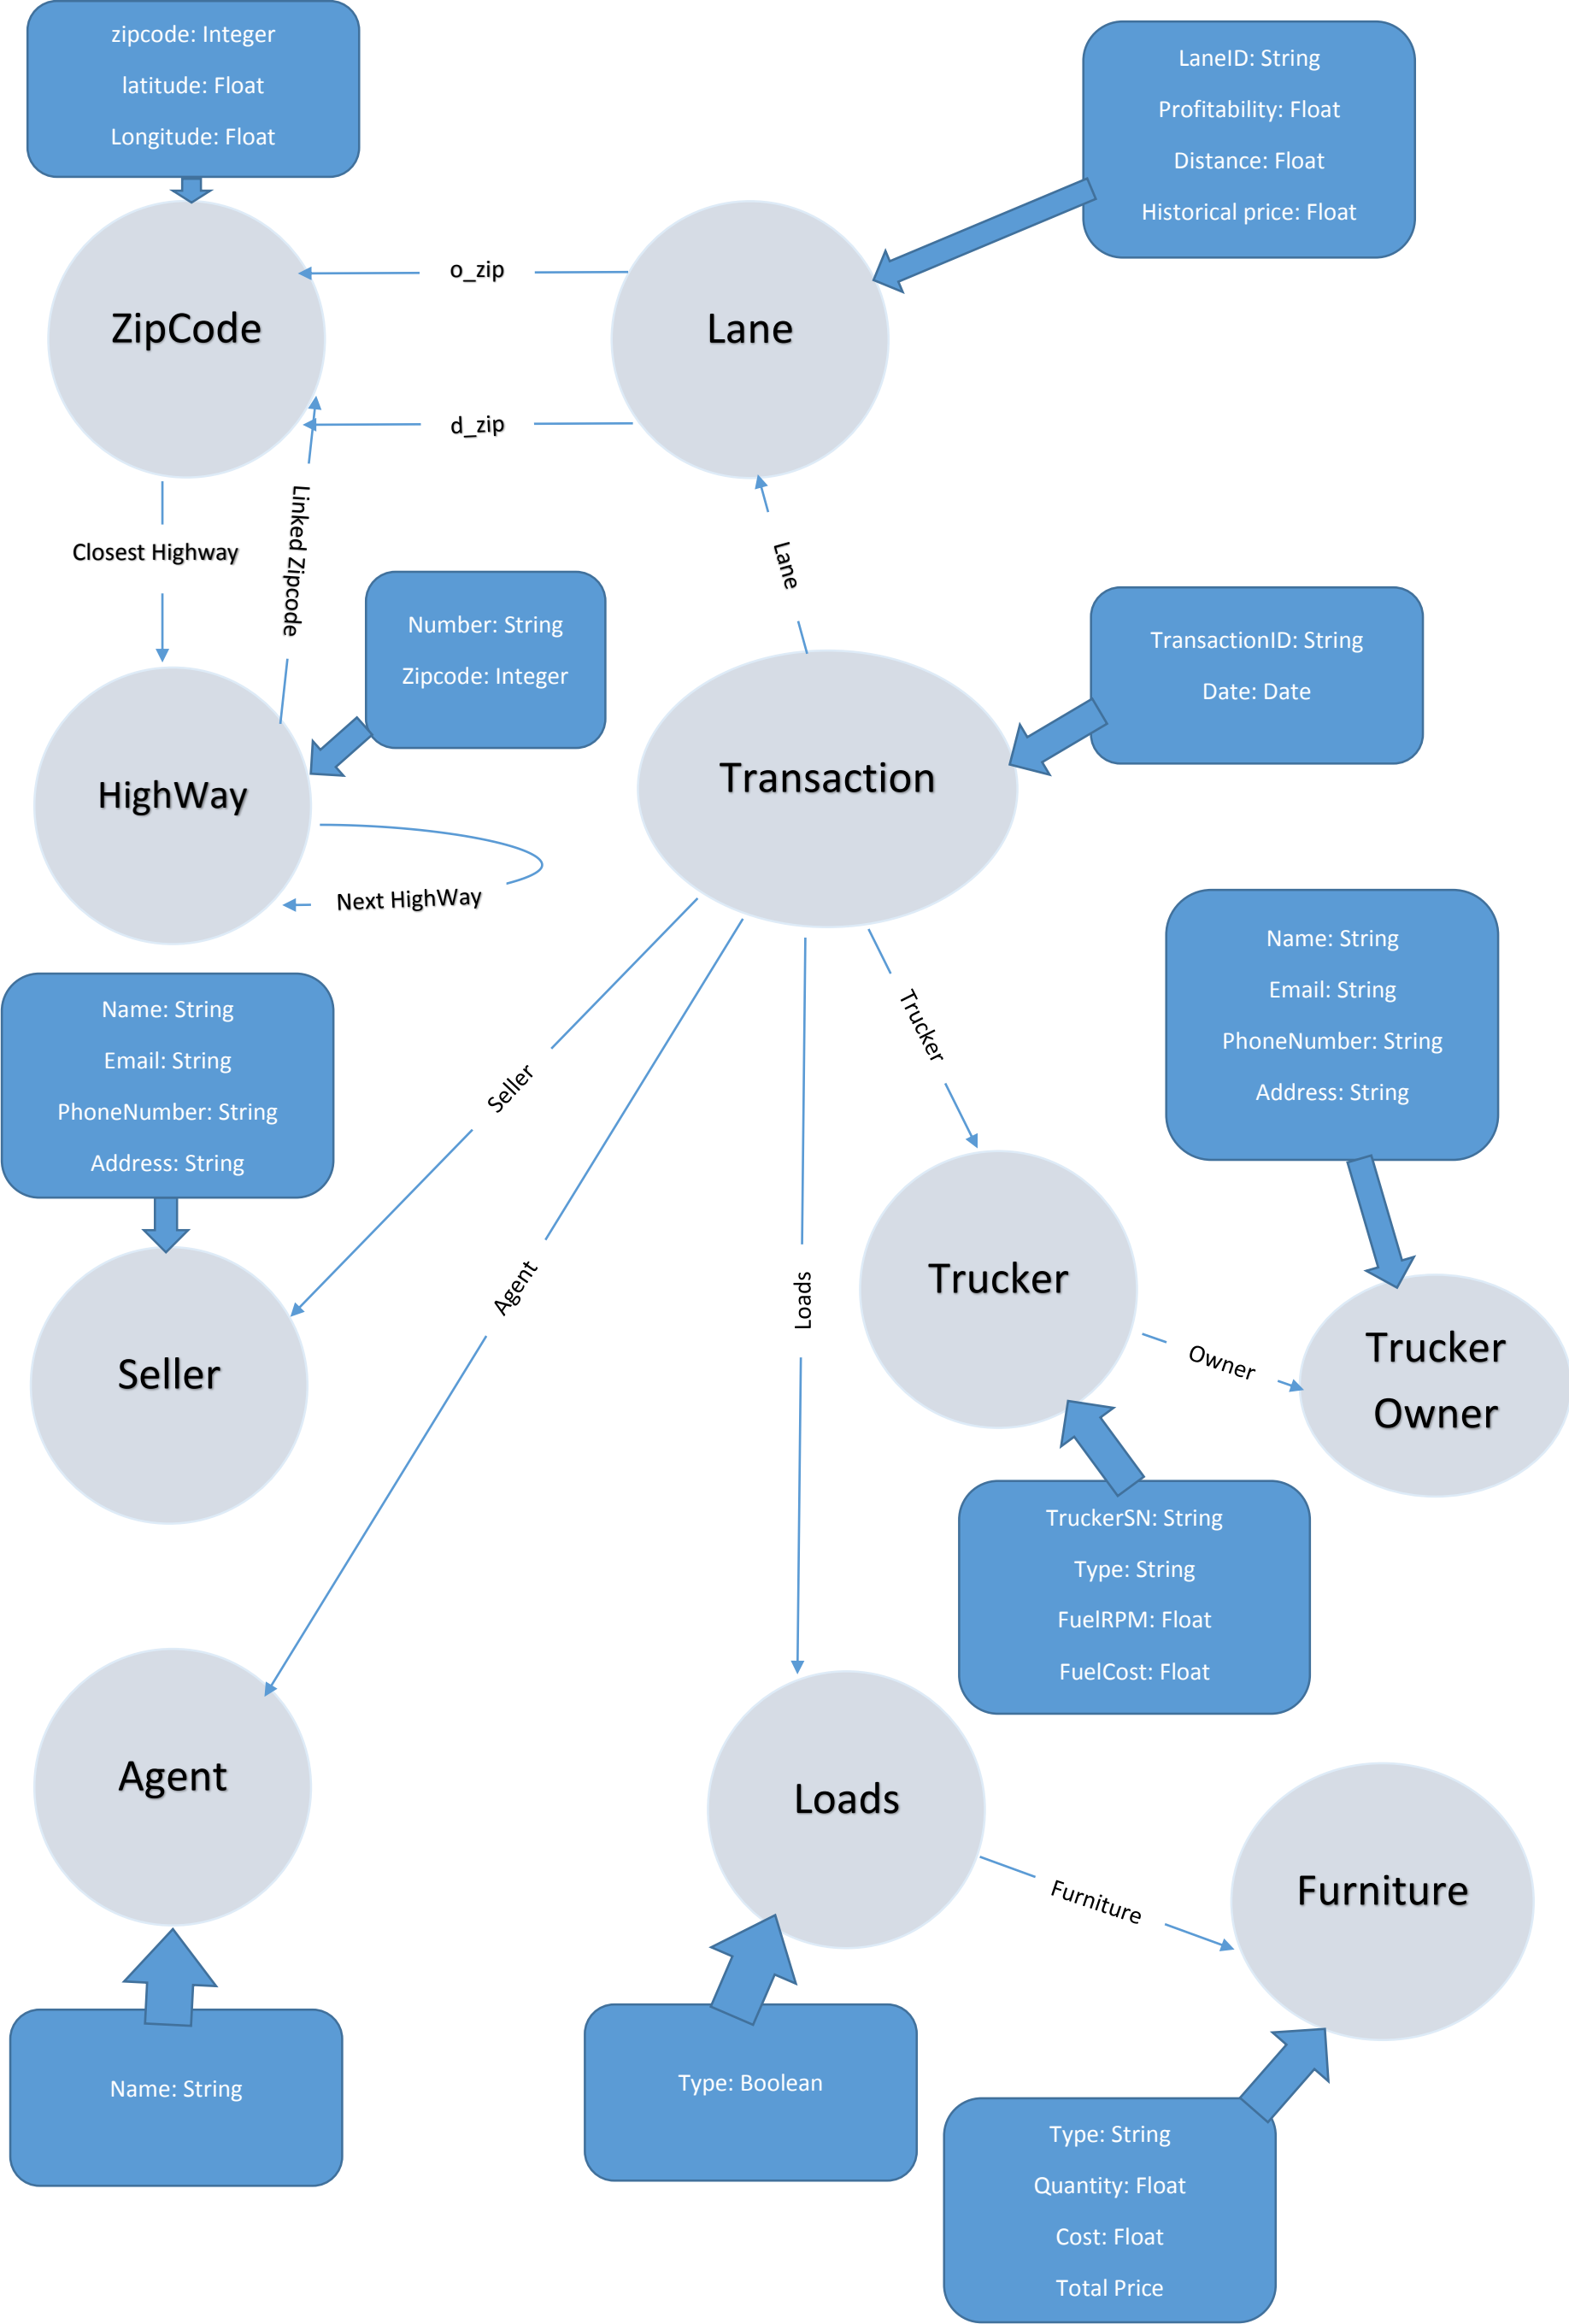 zipcode: Integer
latitude: Float
Longitude: Float
LaneID: String
Profitability: Float
Distance: Float
Historical price: Float
ZipCode
o_zip
Lane
d_zip
Closest Highway
Linked Zipcode
Lane
Number: String
Zipcode: Integer
TransactionID: String
Date: Date
HighWay
Transaction
Next HighWay
Name: String
Email: String
PhoneNumber: String
Address: String
Name: String
Email: String
PhoneNumber: String
Address: String
Seller
Trucker
Agent
Loads
Trucker
Owner
Trucker
Owner
Seller
TruckerSN: String
Type: String
FuelRPM: Float
FuelCost: Float
Agent
Loads
Furniture
Furniture
Name: String
Type: Boolean
Type: String
Quantity: Float
Cost: Float
Total Price